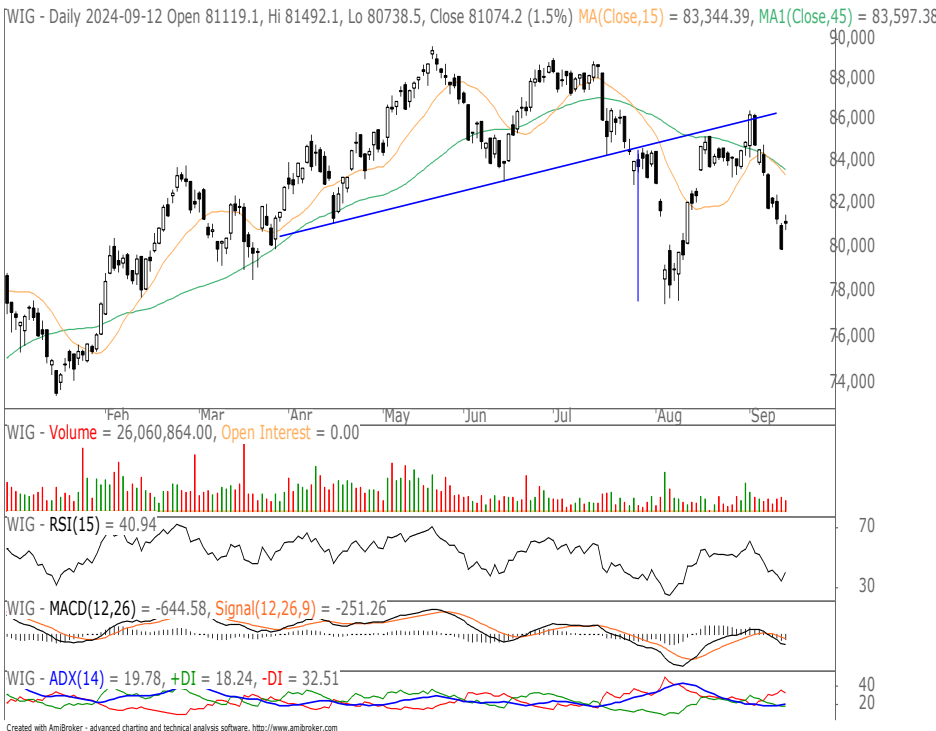 WIG - Daily 2024-09-12 Open 81119.1, Hi 81492.1, Lo 80738.5, Close 81074.2 (1.5%) MA(Close,15) = 83,344.39, MA1(Close,45) = 83,597.38
90,000
88,000
86,000
84,000
82,000
80,000
78,000
76,000
74,000
Feb Mar Apr May Jun Jul Aug Sep
WIG - Volume = 26,060,864.00, Open Interest = 0.00
WIG - RSI(15) = 40.94
70
30
WIG - MACD(12,26) = -644.58, Signal(12,26,9) = -251.26
WIG - ADX(14) = 19.78, +DI = 18.24, -DI = 32.51
40
20
Created with AmiBroker - advanced charting and technical analysis software. http://www.amibroker.com